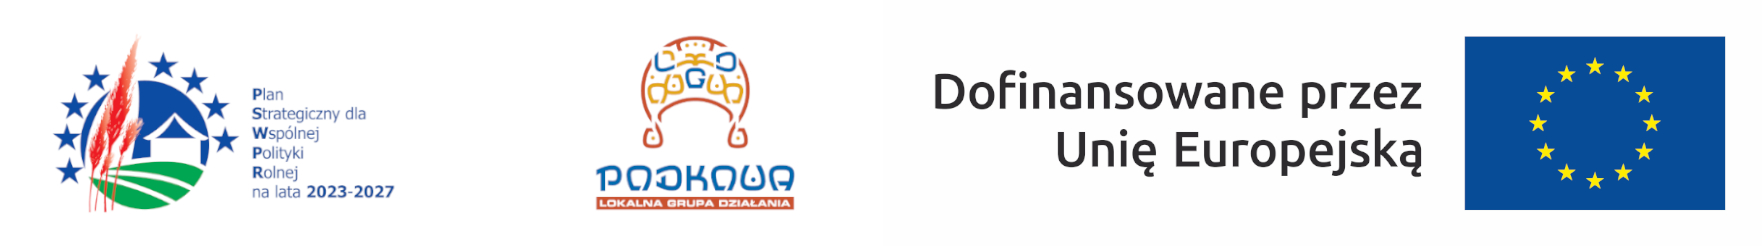 Plan
Strategiczny dla
Wspólnej
Polityki
Rolnej
na lata 2023-2027
PODKOWA
LOKALNA GRUPA DZIAŁANIA
Dofinansowane przez
Unię Europejską